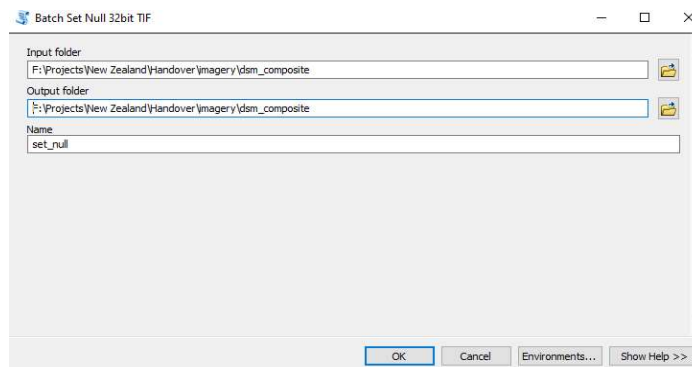 Batch Set Null 32bit TIF
Input folder
F:\Projects\New Zealand\Handover\imagery\dsm_composite
Output folder
F:\Projects\New Zealand\Handover\imagery\dsm_composite
Name
set_null
OK Cancel Environments... Show Help >>